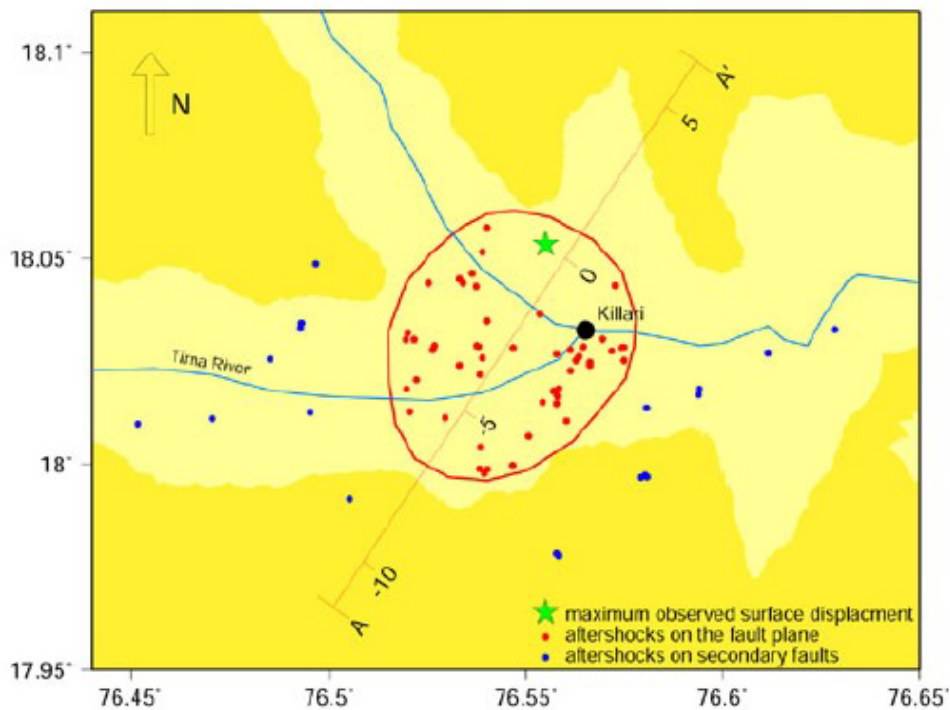 18.1°
N
A'
5
18.05°
0
Killari
Tirna River
-5
18°
-10
A
maximum observed surface displacment
aftershocks on the fault plane
aftershocks on secondary faults
17.95°
76.45° 76.5° 76.55° 76.6° 76.65°